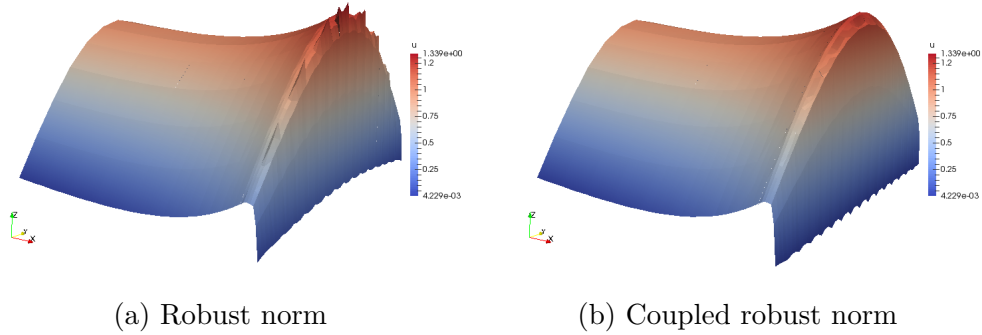 u
1.339e+00
1.2
1
0.75
0.5
0.25
4.229e-03
Z
Y
X
(a) Robust norm
u
1.339e+00
1.2
1
0.75
0.5
0.25
4.229e-03
Z
Y
X
(b) Coupled robust norm